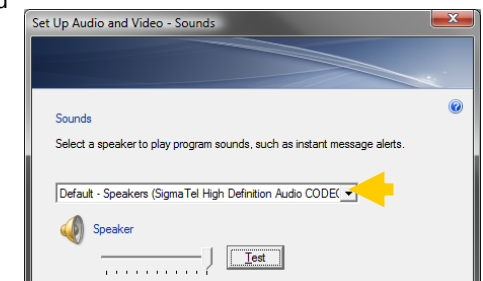 Set Up Audio and Video - Sounds
Sounds
Select a speaker to play program sounds, such as instant message alerts.
Default - Speakers (SigmaTel High Definition Audio CODEC
Speaker
Test